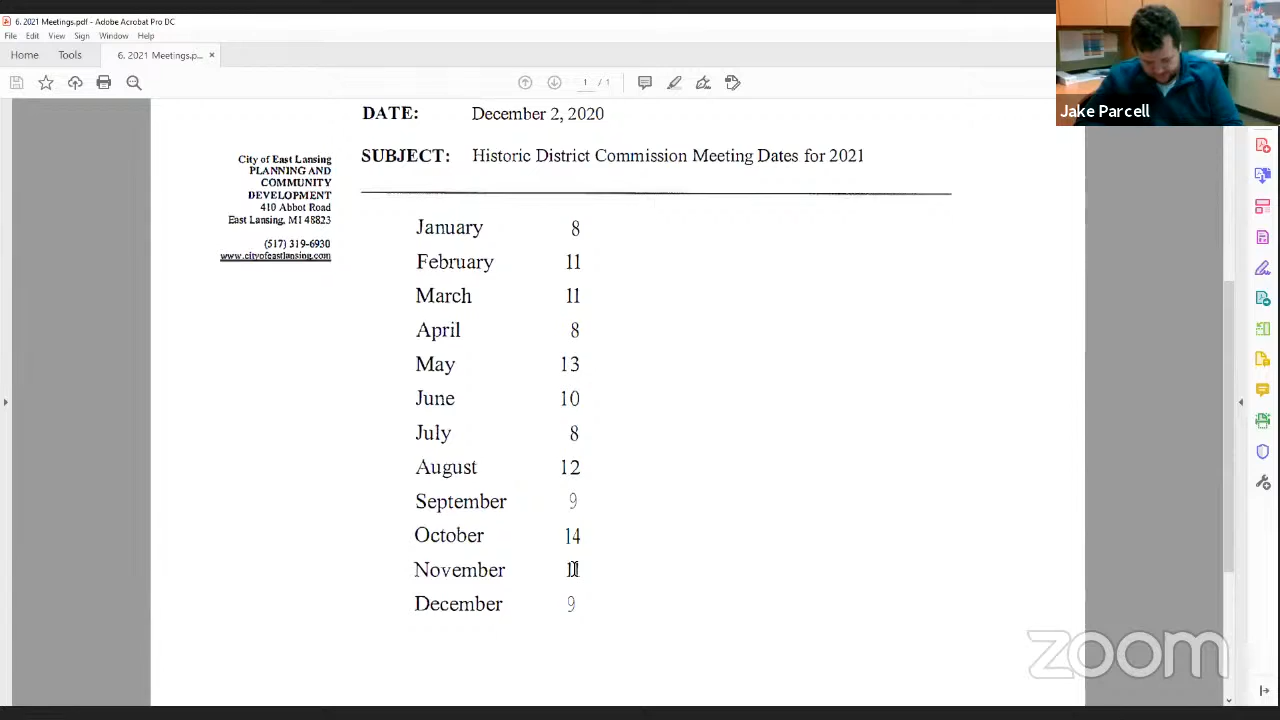 6. 2021 Meetings.pdf - Adobe Acrobat Pro DC
File Edit View Sign Window Help
Home Tools 6. 2021 Meetings.p... ×
1 / 1
Jake Parcell
DATE: December 2, 2020
SUBJECT: Historic District Commission Meeting Dates for 2021
City of East Lansing
PLANNING AND
COMMUNITY
DEVELOPMENT
410 Abbot Road
East Lansing, MI 48823
(517) 319-6930
www.cityofeastlansing.com
January 8
February 11
March 11
April 8
May 13
June 10
July 8
August 12
September 9
October 14
November 11
December 9
zoom